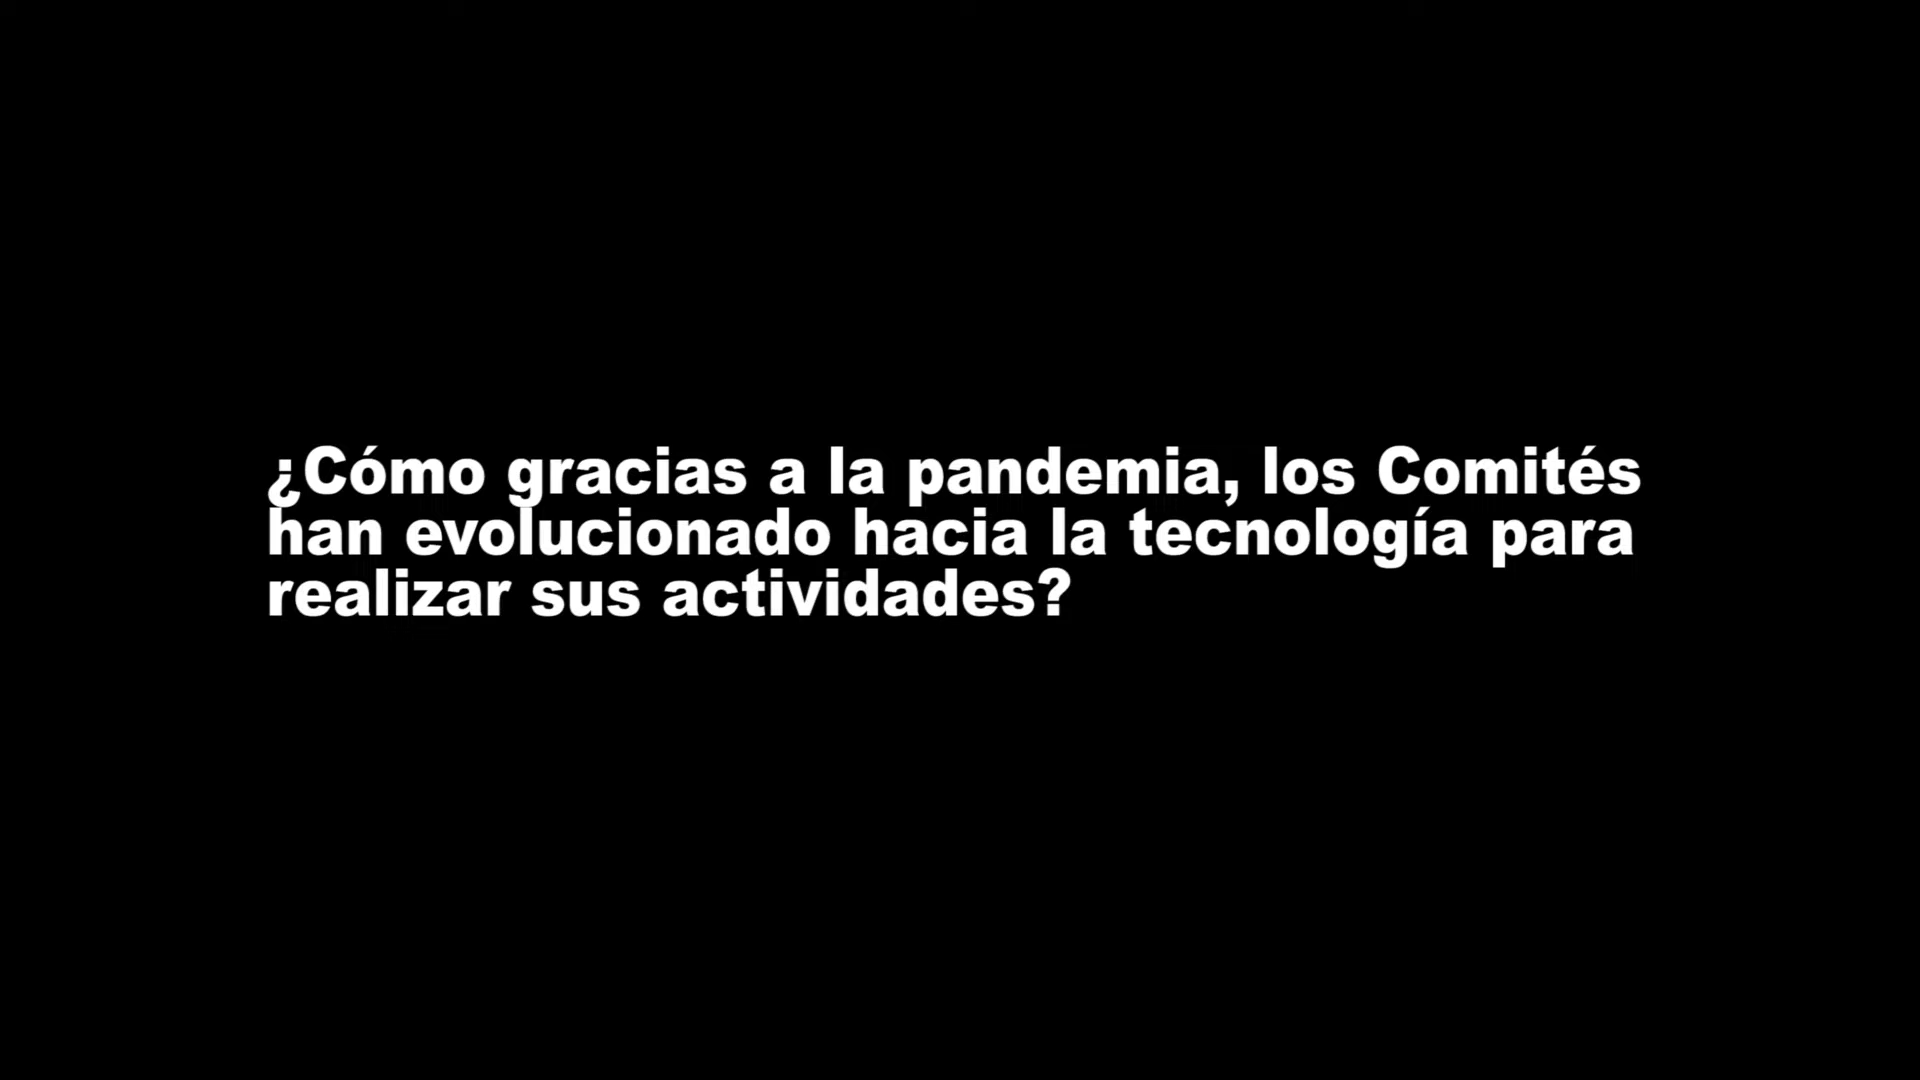 ¿Cómo gracias a la pandemia, los Comités
han evolucionado hacia la tecnología para
realizar sus actividades?